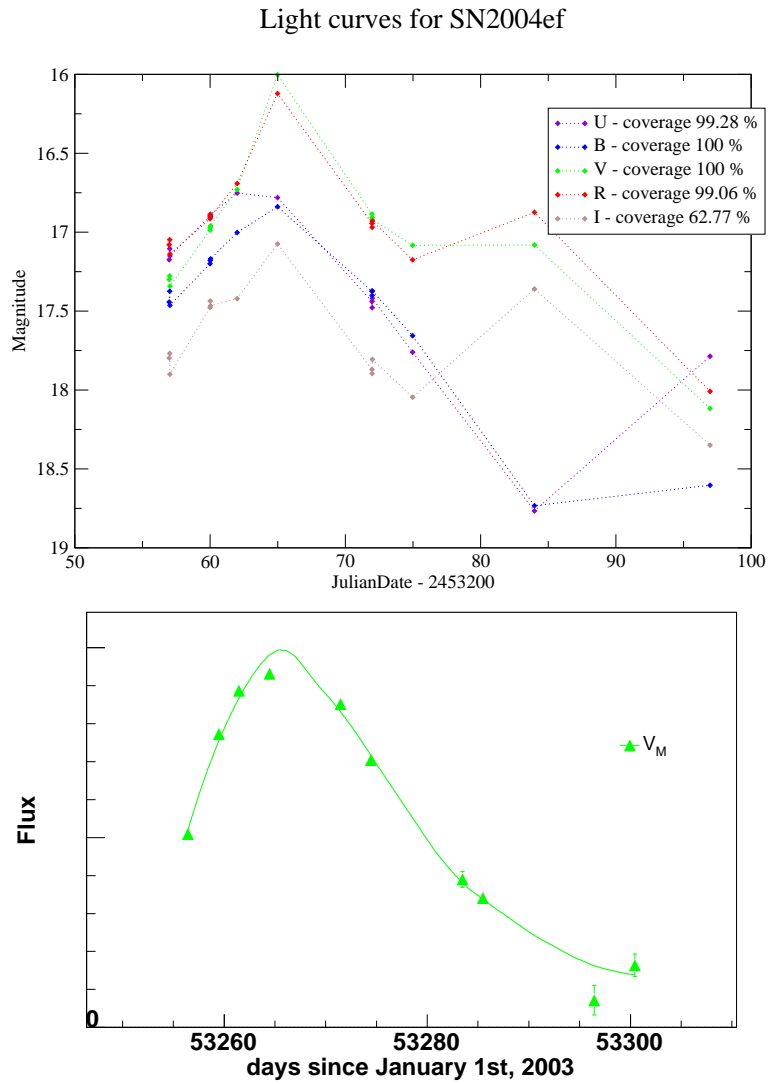 Light curves for SN2004ef
16
16.5
17
17.5
18
18.5
19
Magnitude
U - coverage 99.28 %
B - coverage 100 %
V - coverage 100 %
R - coverage 99.06 %
I - coverage 62.77 %
50 60 70 80 90 100
JulianDate - 2453200
Flux
V_M
0
53260 53280 53300
days since January 1st, 2003